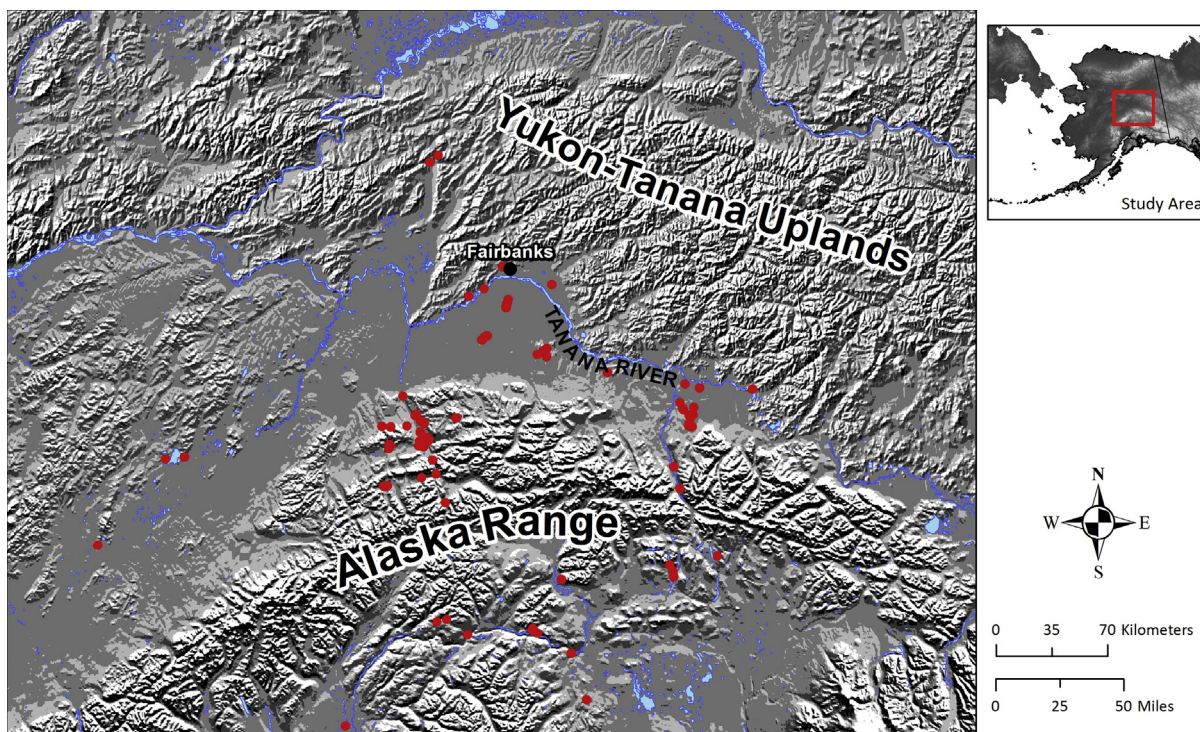 Yukon-Tanana Uplands
Fairbanks
TANANA RIVER
Alaska Range
Study Area
N
W E
S
0 35 70 Kilometers
0 25 50 Miles